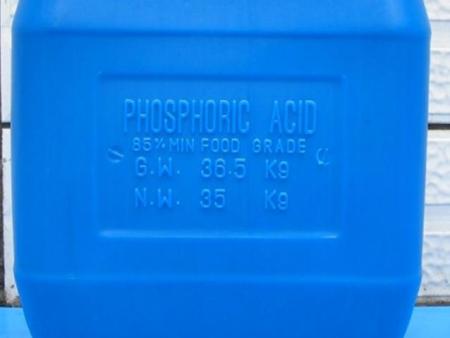 PHOSPHORIC ACID
85% MIN FOOD GRADE
G.W. 36.5 Kg
N.W. 35 Kg